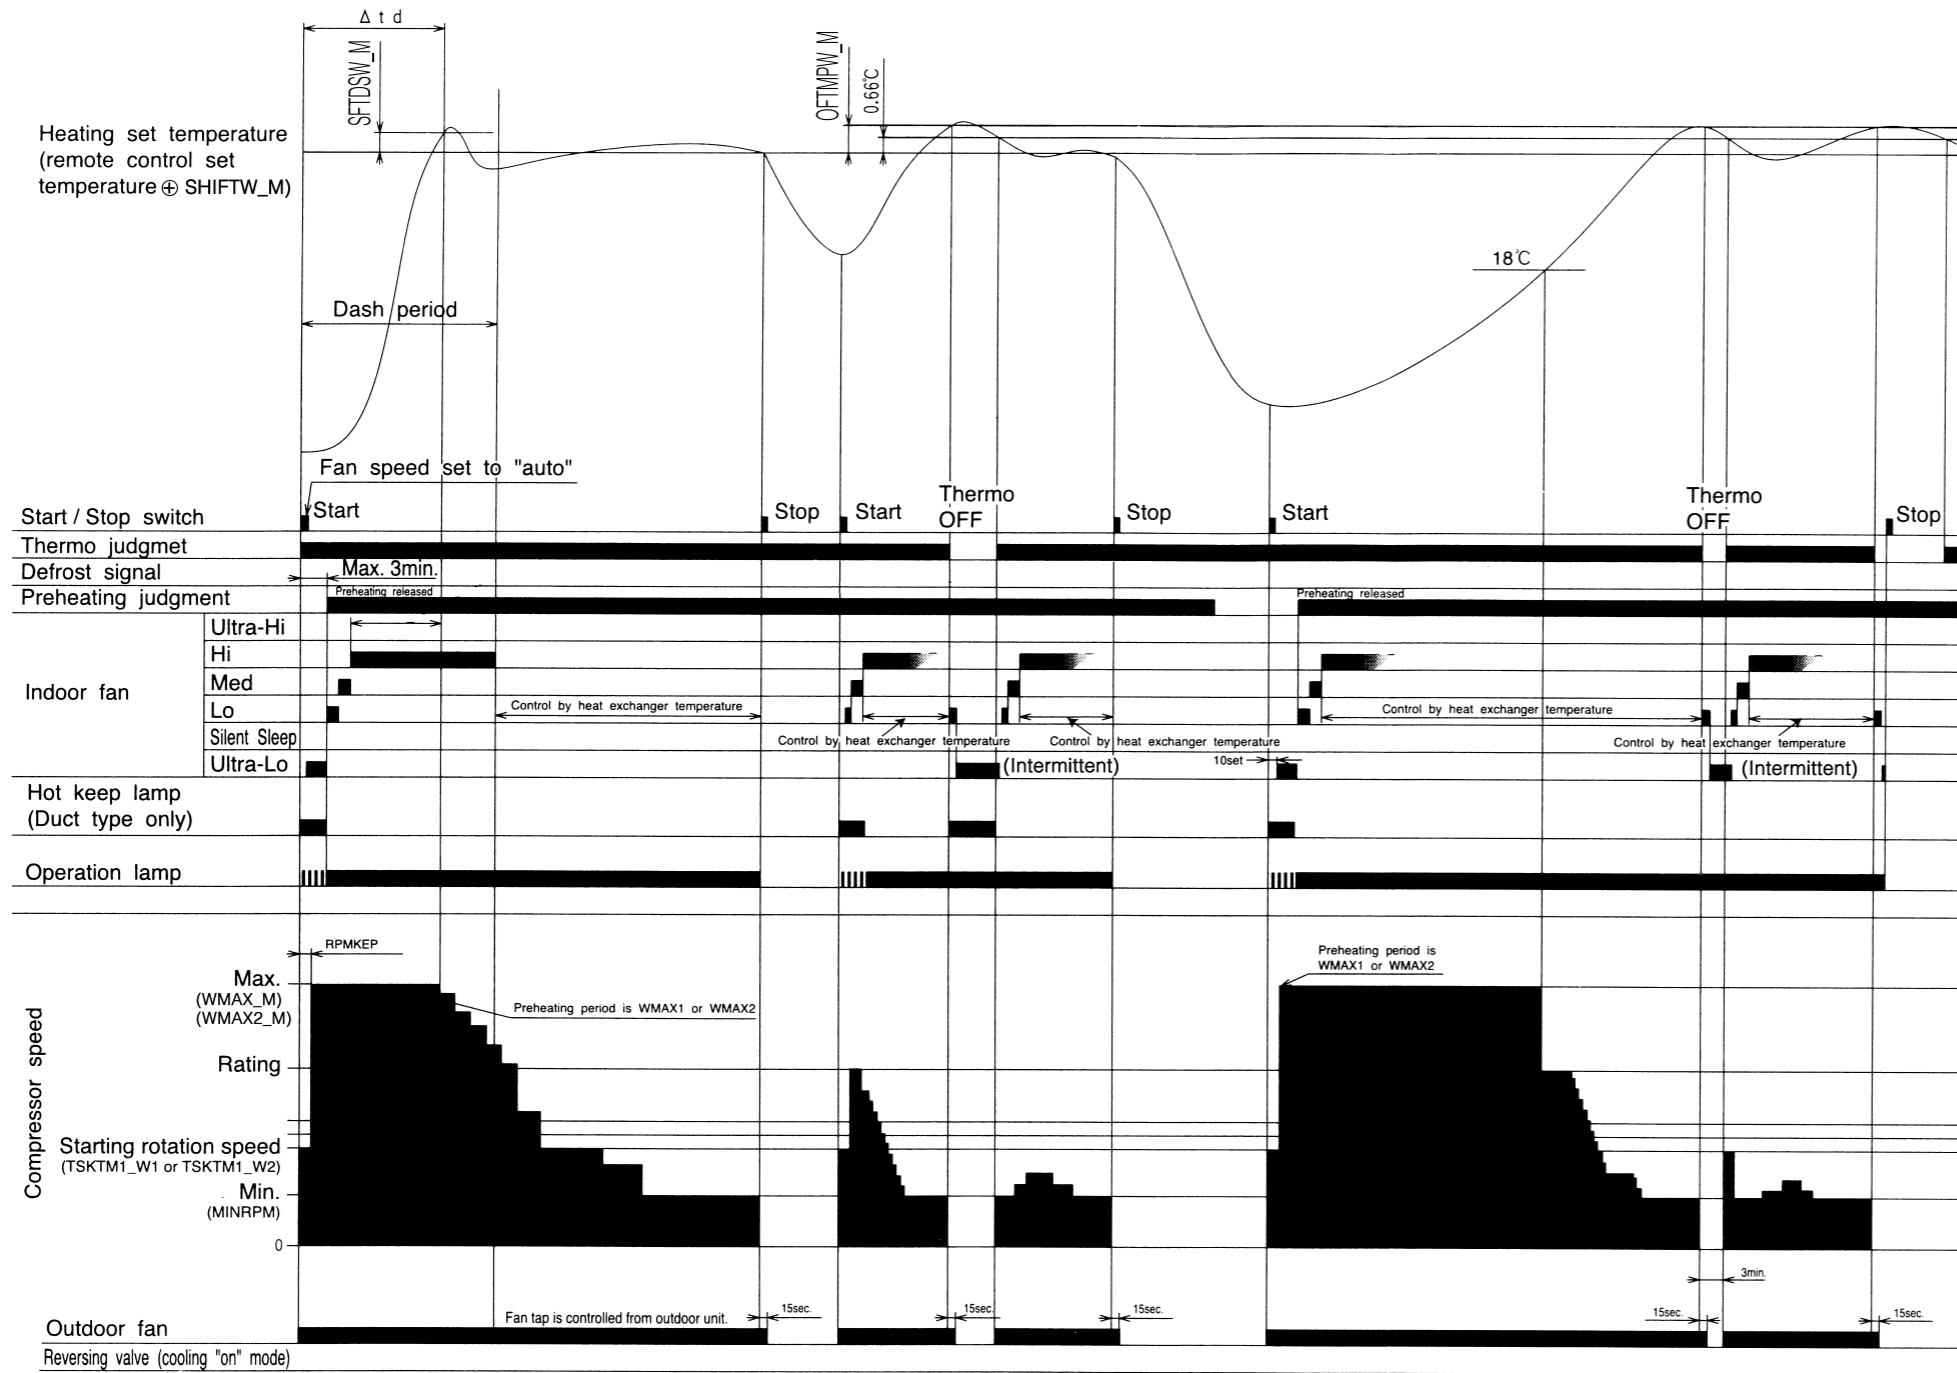 Δ t d
SFTDSW_M
OFTMPW_M
0.66℃
Heating set temperature
(remote control set
temperature ⊕ SHIFTW_M)
18℃
Dash period
Fan speed set to "auto"
Start / Stop switch
Start
Stop
Start
Thermo
OFF
Stop
Start
Thermo
OFF
Stop
Thermo judgmet
Defrost signal
Max. 3min.
Preheating judgment
Preheating released
Preheating released
Indoor fan
Ultra-Hi
Hi
Med
Lo
Control by heat exchanger temperature
Control by heat exchanger temperature
Silent Sleep
Control by heat exchanger temperature
Control by heat exchanger temperature
Control by heat exchanger temperature
Ultra-Lo
(Intermittent)
10set
(Intermittent)
Hot keep lamp
(Duct type only)
Operation lamp
Compressor speed
RPMKEP
Preheating period is
WMAX1 or WMAX2
Max.
(WMAX_M)
(WMAX2_M)
Preheating period is WMAX1 or WMAX2
Rating
Starting rotation speed
(TSKTM1_W1 or TSKTM1_W2)
Min.
(MINRPM)
0
3min.
Fan tap is controlled from outdoor unit.
15sec.
15sec.
15sec.
15sec.
15sec.
Outdoor fan
Reversing valve (cooling "on" mode)